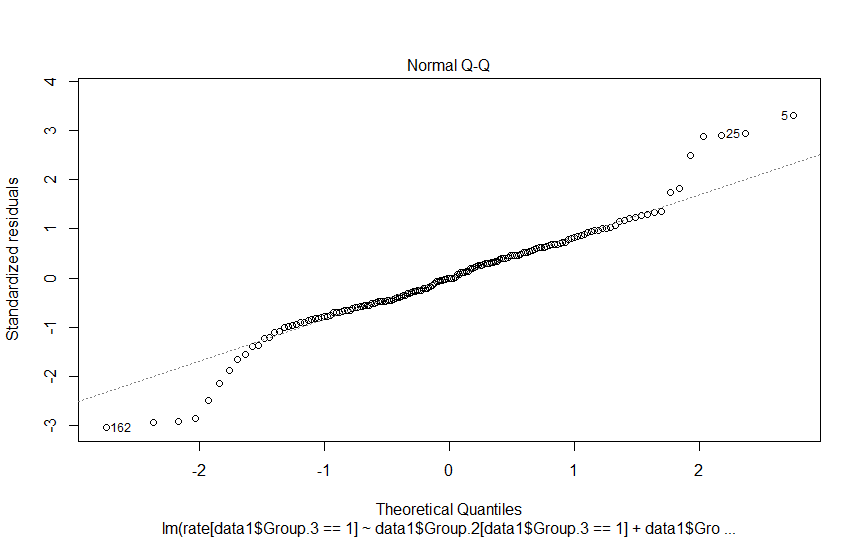 Normal Q-Q
4
3
2
1
0
-1
-2
-3
Standardized residuals
5
25
162
-2 -1 0 1 2
Theoretical Quantiles
lm(rate[data1$Group.3 == 1] ~ data1$Group.2[data1$Group.3 == 1] + data1$Gro ...